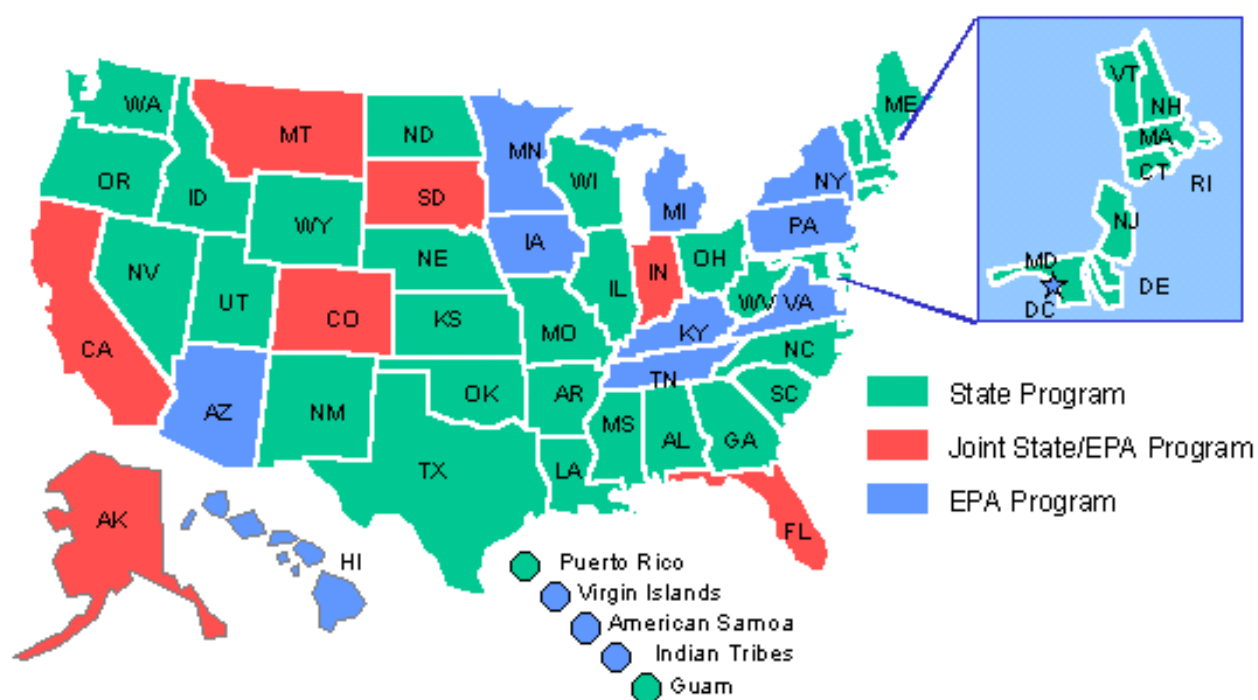 WA
MT
ND
MN
ME
OR
ID
WY
SD
WI
MI
NY
PA
NV
UT
NE
IA
IL
IN
OH
CA
CO
KS
MO
KY
WV
VA
AZ
NM
OK
AR
TN
NC
SC
TX
LA
MS
AL
GA
FL
AK
HI
VT
NH
MA
CT
RI
NJ
MD
DE
DC
State Program
Joint State/EPA Program
EPA Program
Puerto Rico
Virgin Islands
American Samoa
Indian Tribes
Guam